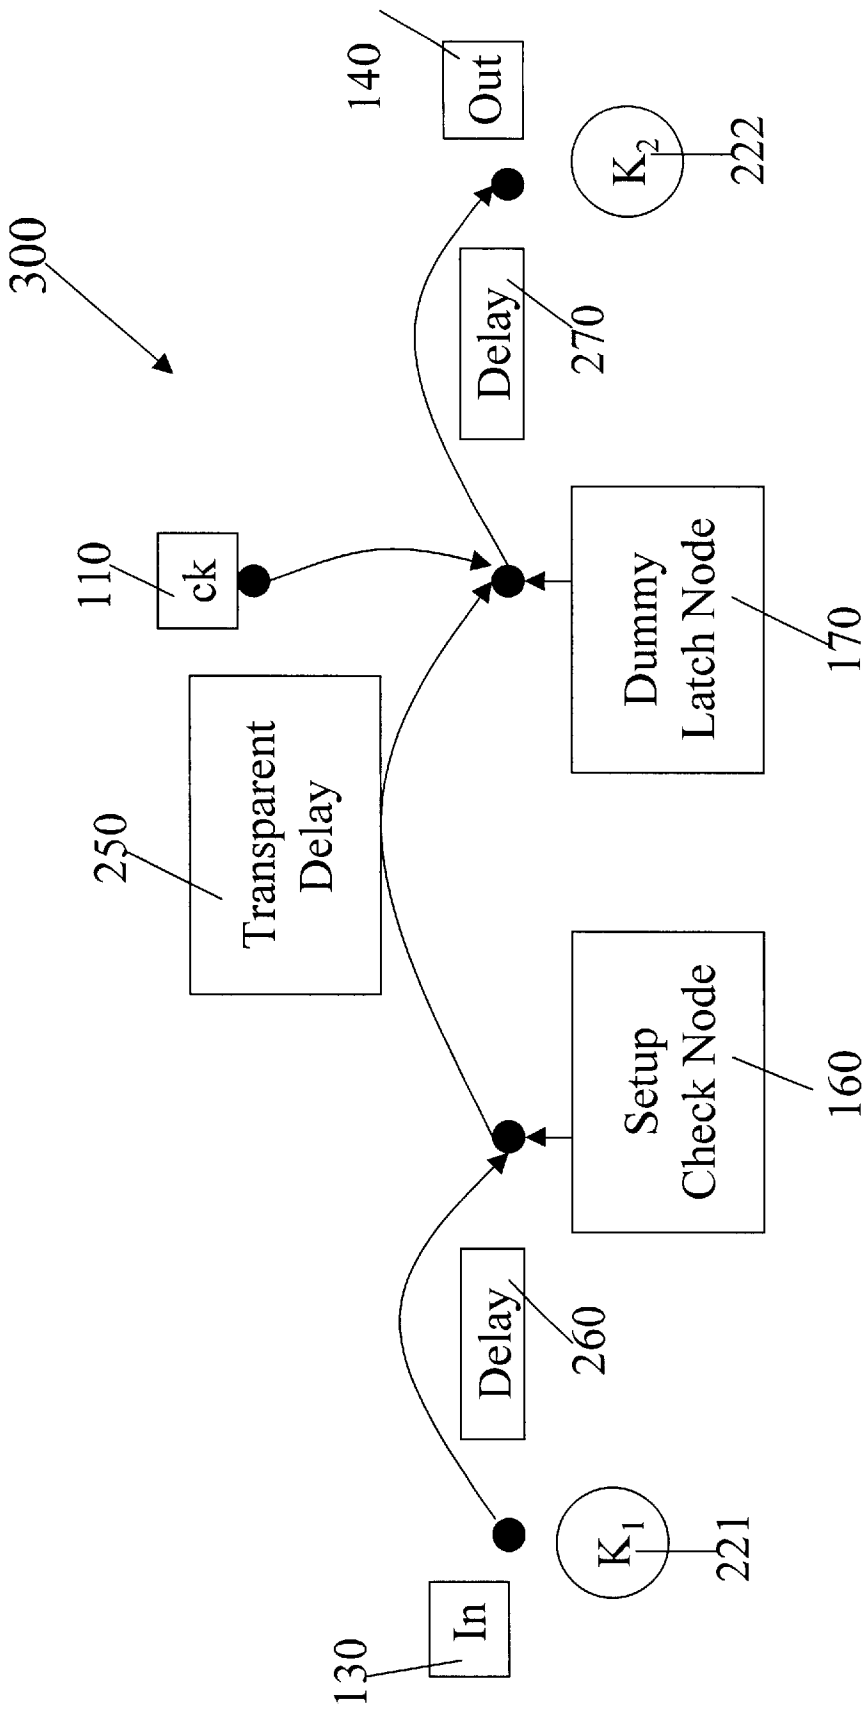 300
140
Out
110
ck
250
Transparent
Delay
Delay
270
K₂
222
130
In
K₁
221
Delay
260
Setup
Check Node
160
Dummy
Latch Node
170